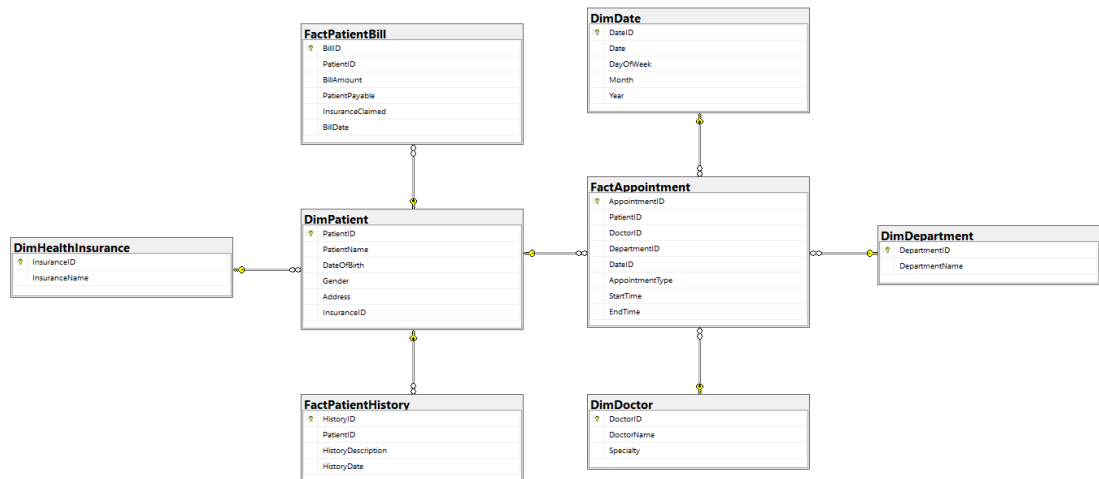 FactPatientBill
BillID
PatientID
BillAmount
PatientPayable
InsuranceClaimed
BillDate
DimDate
DateID
Date
DayOfWeek
Month
Year
DimHealthInsurance
InsuranceID
InsuranceName
DimPatient
PatientID
PatientName
DateOfBirth
Gender
Address
InsuranceID
FactAppointment
AppointmentID
PatientID
DoctorID
DepartmentID
DateID
AppointmentType
StartTime
EndTime
DimDepartment
DepartmentID
DepartmentName
FactPatientHistory
HistoryID
PatientID
HistoryDescription
HistoryDate
DimDoctor
DoctorID
DoctorName
Specialty